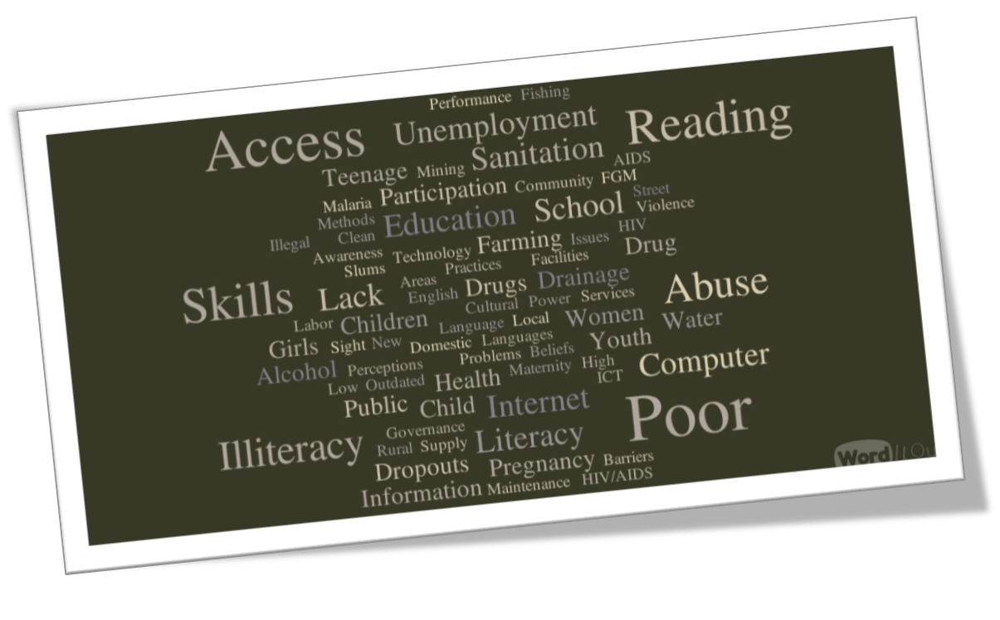 Performance Fishing
Access Unemployment Reading
Teenage Mining Sanitation AIDS
Malaria Participation Community FGM
Methods Education School Street Violence
Illegal Clean HIV
Awareness Technology Farming Issues Drug
Slums Areas Practices Facilities
Skills Lack English Drugs Drainage Abuse
Cultural Power Services
Labor Children Language Local Women Water
Girls Sight New Domestic Languages Youth
Alcohol Perceptions Problems Beliefs
Low Outdated Health Maternity High ICT Computer
Public Child Internet Poor
Illiteracy Governance
Rural Supply Literacy
Dropouts Pregnancy Barriers
Information Maintenance HIV/AIDS
WordItOu